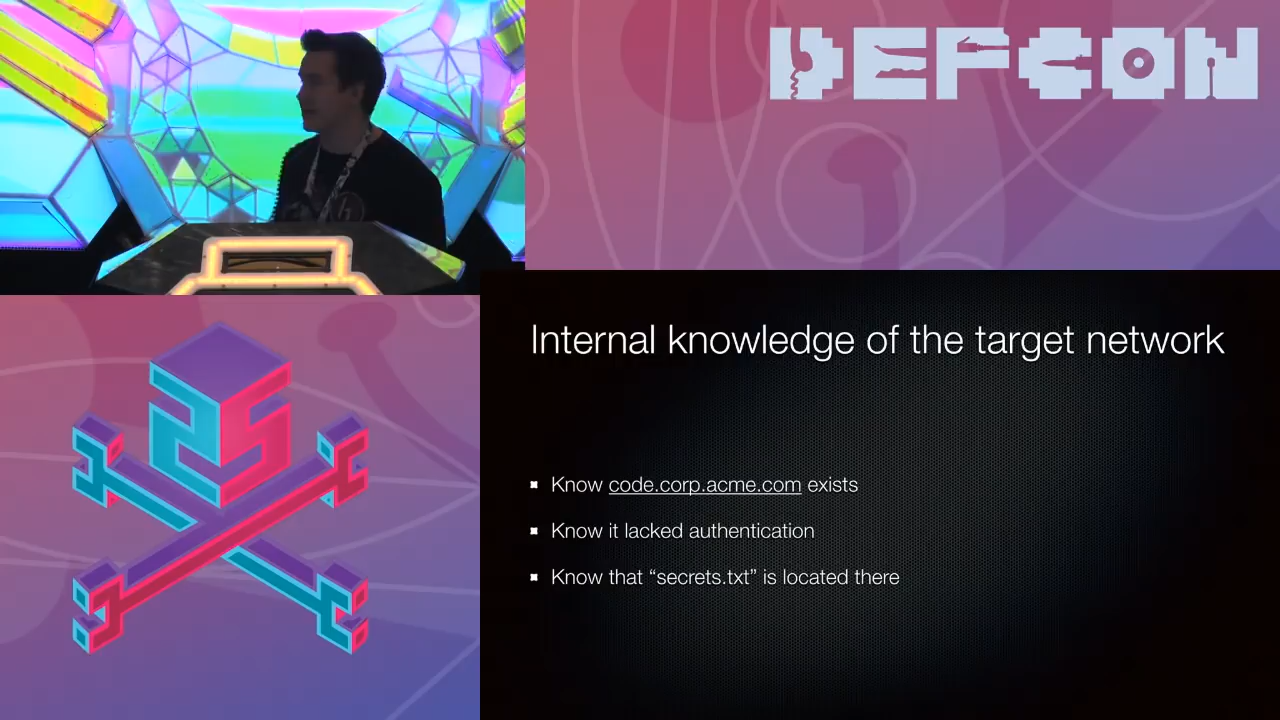 DEFCON
Internal knowledge of the target network
Know code.corp.acme.com exists
Know it lacked authentication
Know that “secrets.txt” is located there
25